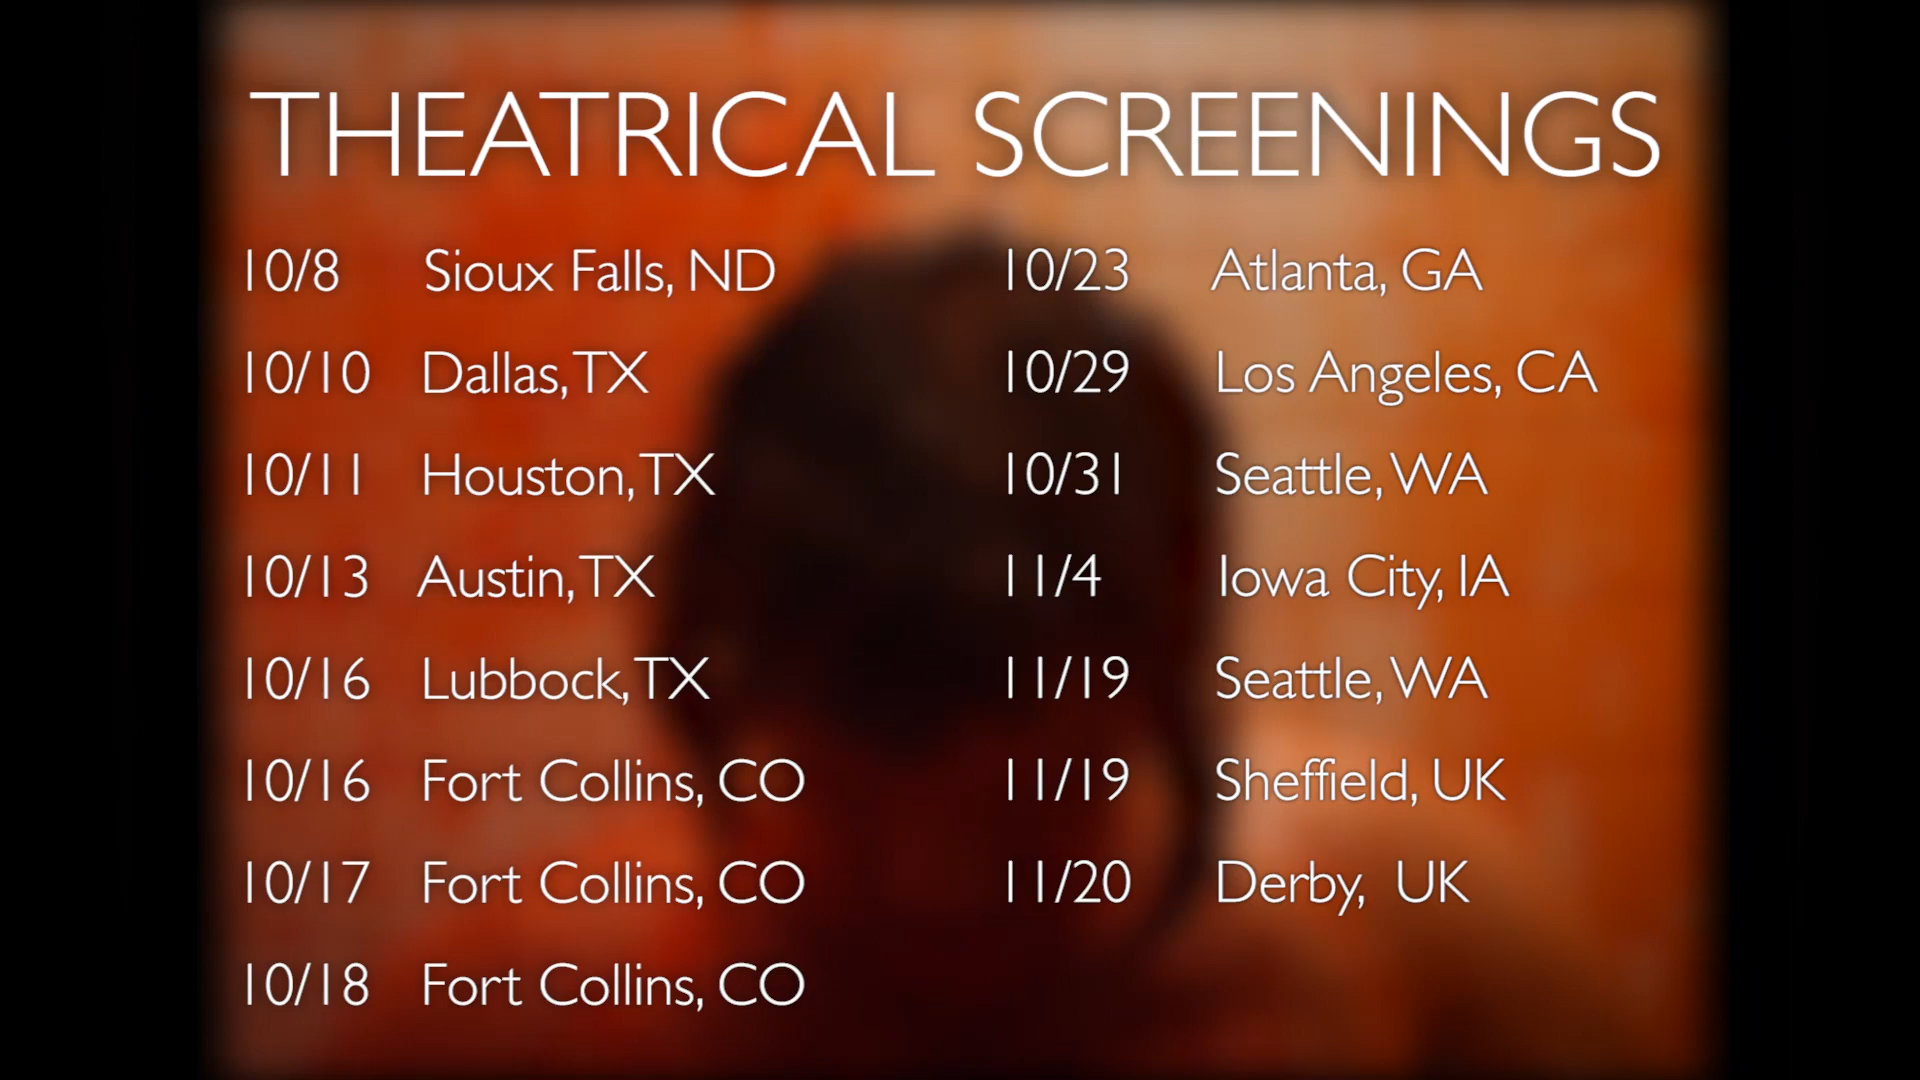 THEATRICAL SCREENINGS
10/8 Sioux Falls, ND
10/10 Dallas, TX
10/11 Houston, TX
10/13 Austin, TX
10/16 Lubbock, TX
10/16 Fort Collins, CO
10/17 Fort Collins, CO
10/18 Fort Collins, CO
10/23 Atlanta, GA
10/29 Los Angeles, CA
10/31 Seattle, WA
11/4 Iowa City, IA
11/19 Seattle, WA
11/19 Sheffield, UK
11/20 Derby, UK